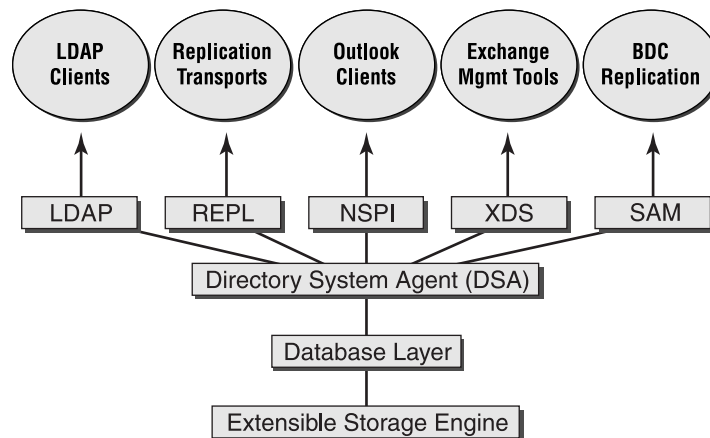 LDAP
Clients
Replication
Transports
Outlook
Clients
Exchange
Mgmt Tools
BDC
Replication
LDAP
REPL
NSPI
XDS
SAM
Directory System Agent (DSA)
Database Layer
Extensible Storage Engine